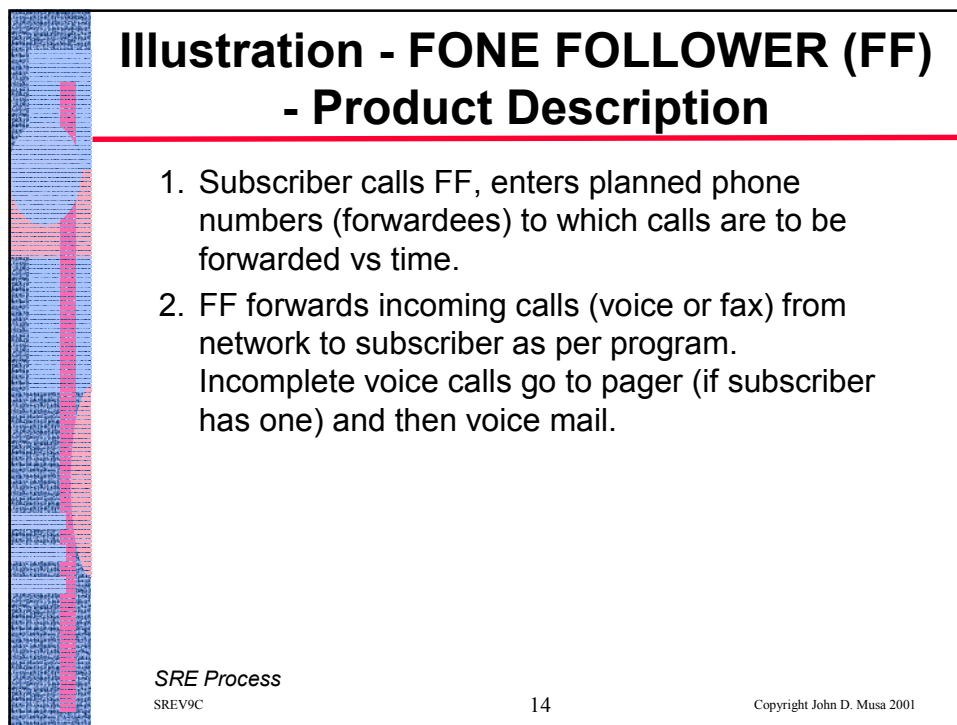 Illustration - FONE FOLLOWER (FF)
- Product Description
1. Subscriber calls FF, enters planned phone
numbers (forwardees) to which calls are to be
forwarded vs time.
2. FF forwards incoming calls (voice or fax) from
network to subscriber as per program.
Incomplete voice calls go to pager (if subscriber
has one) and then voice mail.
SRE Process
SREV9C 14 Copyright John D. Musa 2001